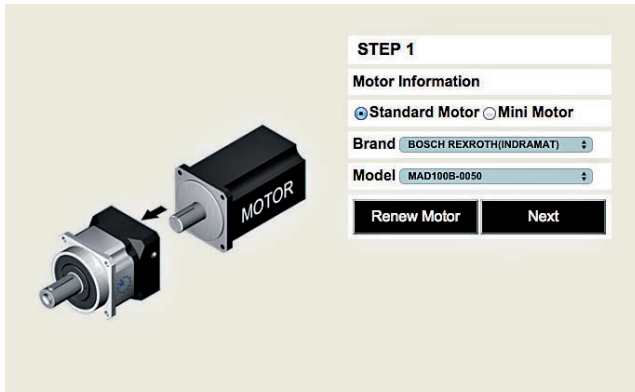 STEP 1
Motor Information
Standard Motor Mini Motor
Brand BOSCH REXROTH(INDRAMAT)
Model MAD100B-0050
Renew Motor Next
MOTOR